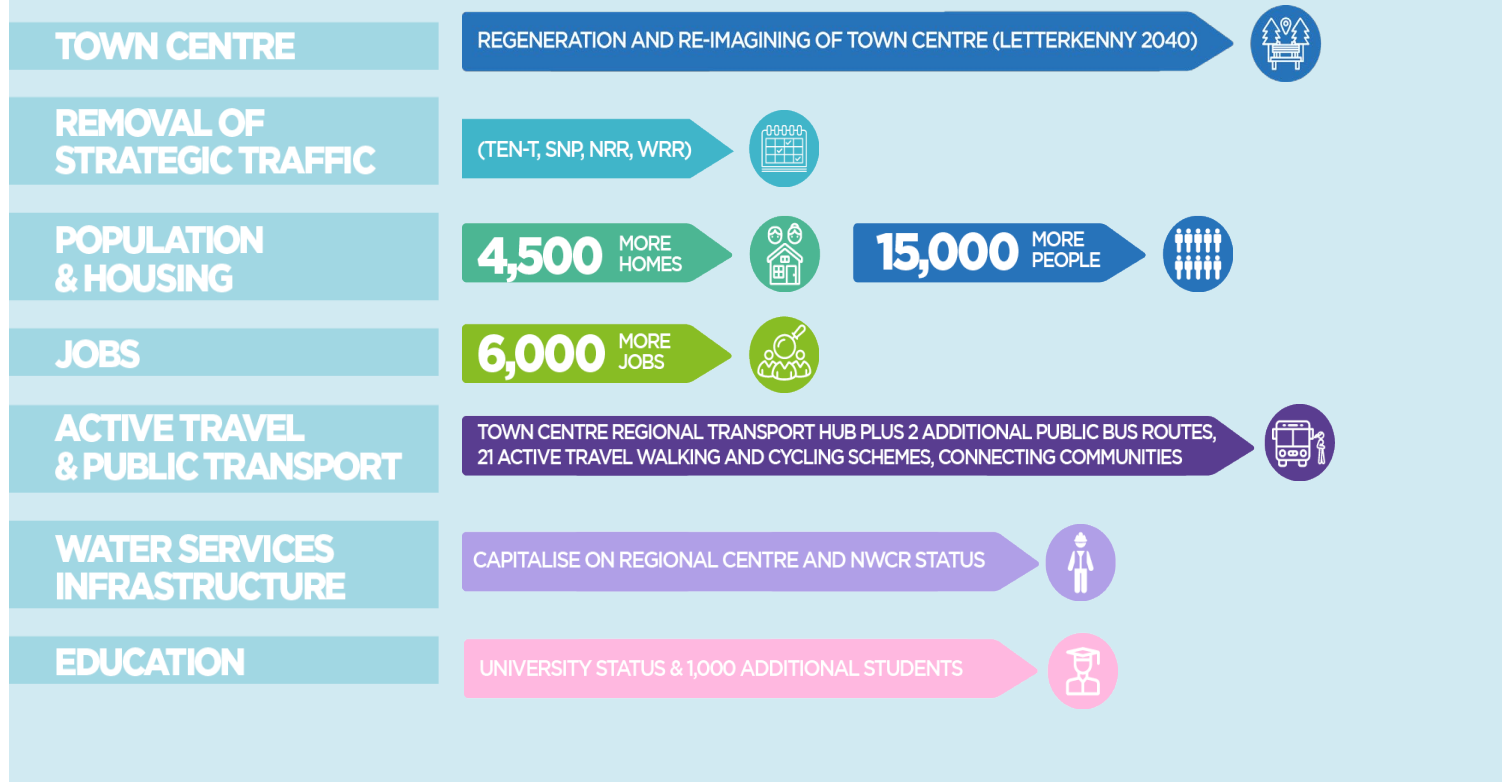 TOWN CENTRE
REGENERATION AND RE-IMAGINING OF TOWN CENTRE (LETTERKENNY 2040)
REMOVAL OF
STRATEGIC TRAFFIC
(TEN-T, SNP, NRR, WRR)
POPULATION
& HOUSING
4,500 MORE
HOMES
15,000 MORE
PEOPLE
JOBS
6,000 MORE
JOBS
ACTIVE TRAVEL
& PUBLIC TRANSPORT
TOWN CENTRE REGIONAL TRANSPORT HUB PLUS 2 ADDITIONAL PUBLIC BUS ROUTES,
21 ACTIVE TRAVEL WALKING AND CYCLING SCHEMES, CONNECTING COMMUNITIES
WATER SERVICES
INFRASTRUCTURE
CAPITALISE ON REGIONAL CENTRE AND NWCR STATUS
EDUCATION
UNIVERSITY STATUS & 1,000 ADDITIONAL STUDENTS